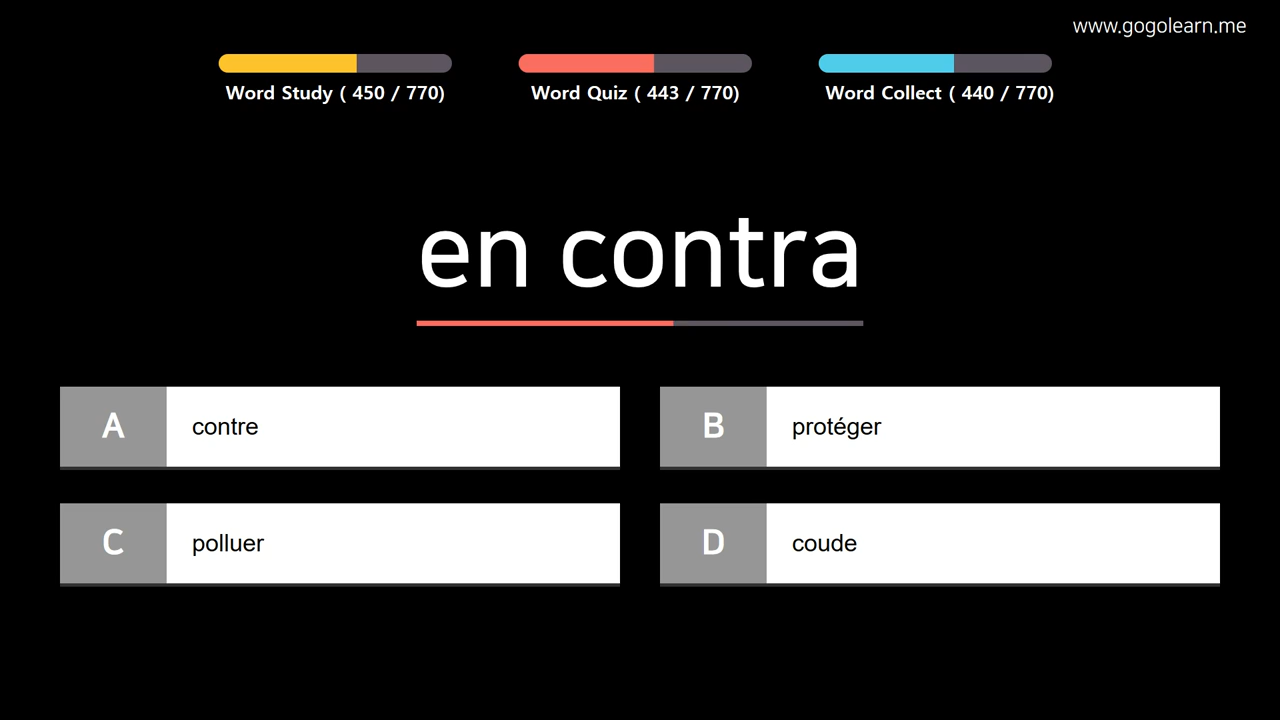 www.gogolearn.me
Word Study ( 450 / 770)
Word Quiz ( 443 / 770)
Word Collect ( 440 / 770)
en contra
A contre
B protéger
C polluer
D coude